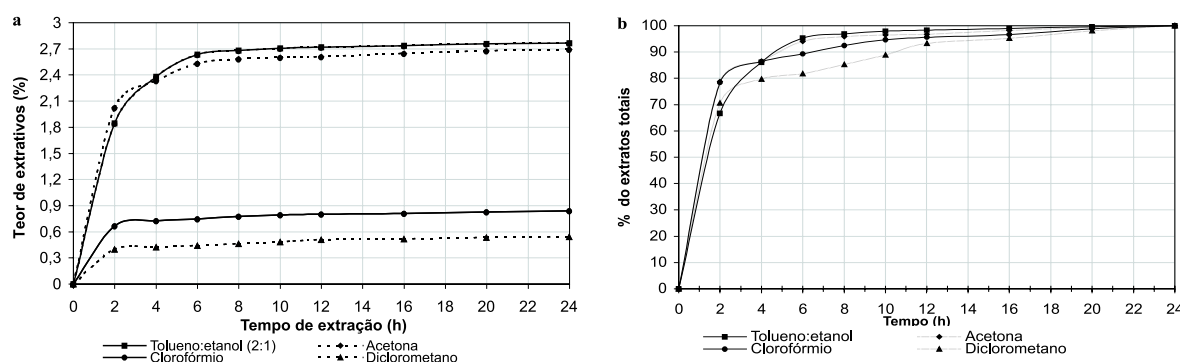 a
Teor de extrativos (%)
3
2,7
2,4
2,1
1,8
1,5
1,2
0,9
0,6
0,3
0
0 2 4 6 8 10 12 14 16 18 20 22 24
Tempo de extração (h)
Tolueno:etanol (2:1) Acetona
Clorofórmio Diclorometano
b
% do extratos totais
100
90
80
70
60
50
40
30
20
10
0
0 2 4 6 8 10 12 14 16 18 20 22 24
Tempo (h)
Tolueno:etanol Acetona
Clorofórmio Diclorometano